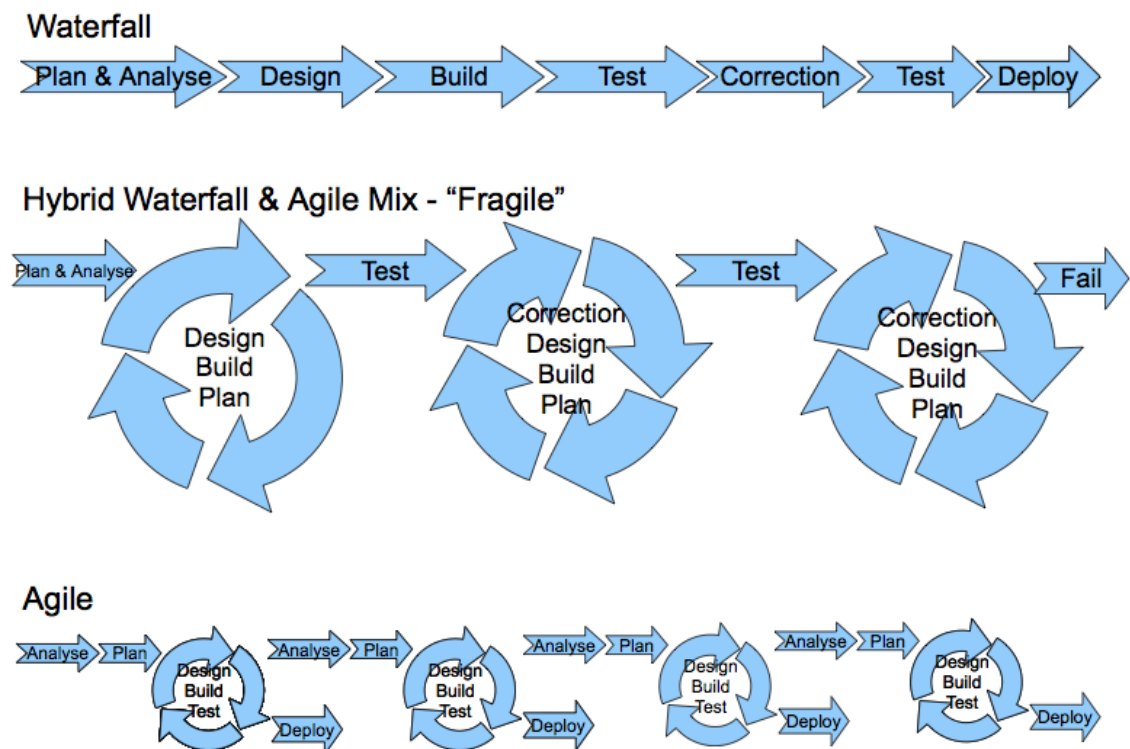 Waterfall
Plan & Analyse
Design
Build
Test
Correction
Test
Deploy
Hybrid Waterfall & Agile Mix - “Fragile”
Plan & Analyse
Design
Build
Plan
Test
Correction
Design
Build
Plan
Test
Correction
Design
Build
Plan
Fail
Agile
Analyse
Plan
Design
Build
Test
Deploy
Analyse
Plan
Design
Build
Test
Deploy
Analyse
Plan
Design
Build
Test
Deploy
Analyse
Plan
Design
Build
Test
Deploy